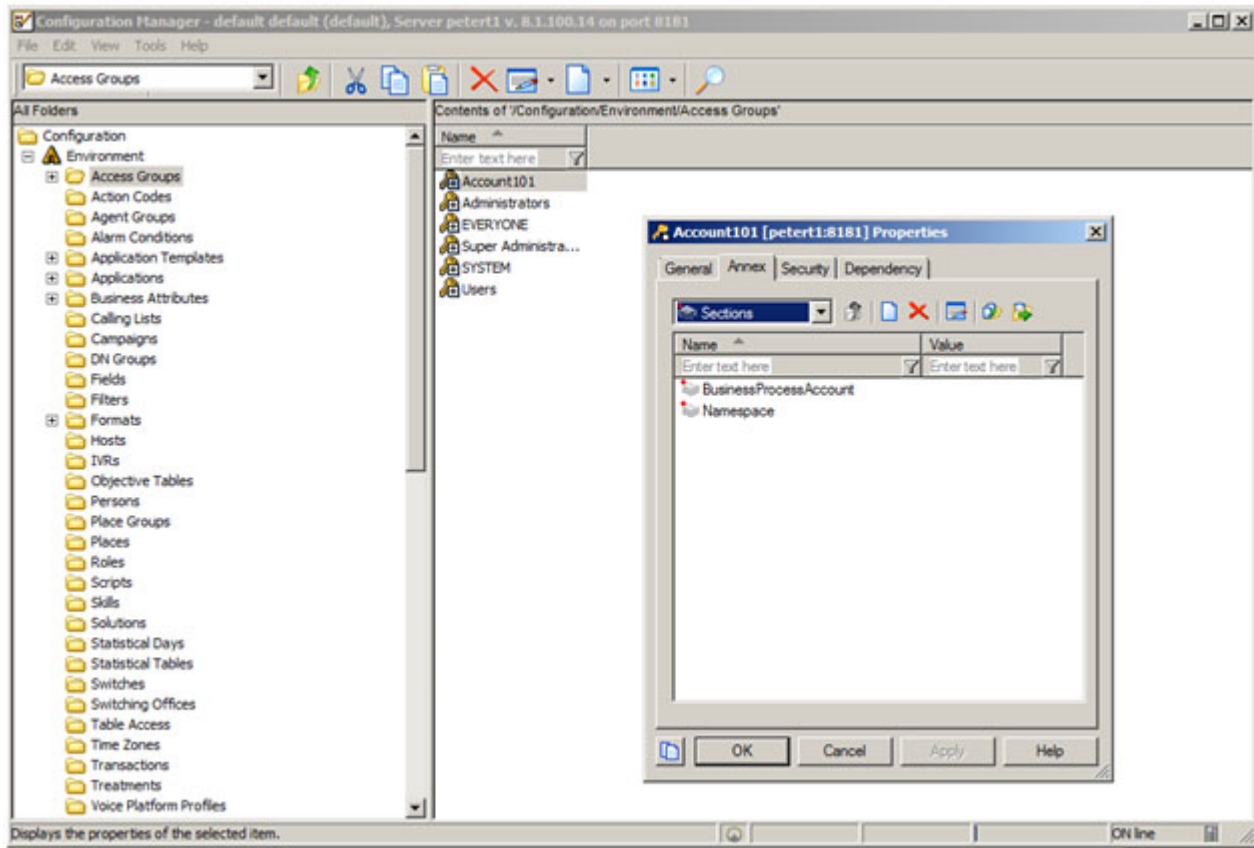 Configuration Manager - default default (default), Server petert1 v. 8.1.100.14 on port 8181
File Edit View Tools Help
Access Groups
All Folders
Configuration
Environment
Access Groups
Action Codes
Agent Groups
Alarm Conditions
Application Templates
Applications
Business Attributes
Calling Lists
Campaigns
DN Groups
Fields
Filters
Formats
Hosts
IVRs
Objective Tables
Persons
Place Groups
Places
Roles
Scripts
Skills
Solutions
Statistical Days
Statistical Tables
Switches
Switching Offices
Table Access
Time Zones
Transactions
Treatments
Voice Platform Profiles
Contents of '/Configuration/Environment/Access Groups'
Name
Enter text here
Account101
Administrators
EVERYONE
Super Administra...
SYSTEM
Users
Account101 [petert1:8181] Properties
General Annex Security Dependency
Sections
Name Value
Enter text here Enter text here
BusinessProcessAccount
Namespace
OK Cancel Apply Help
Displays the properties of the selected item.
ON line